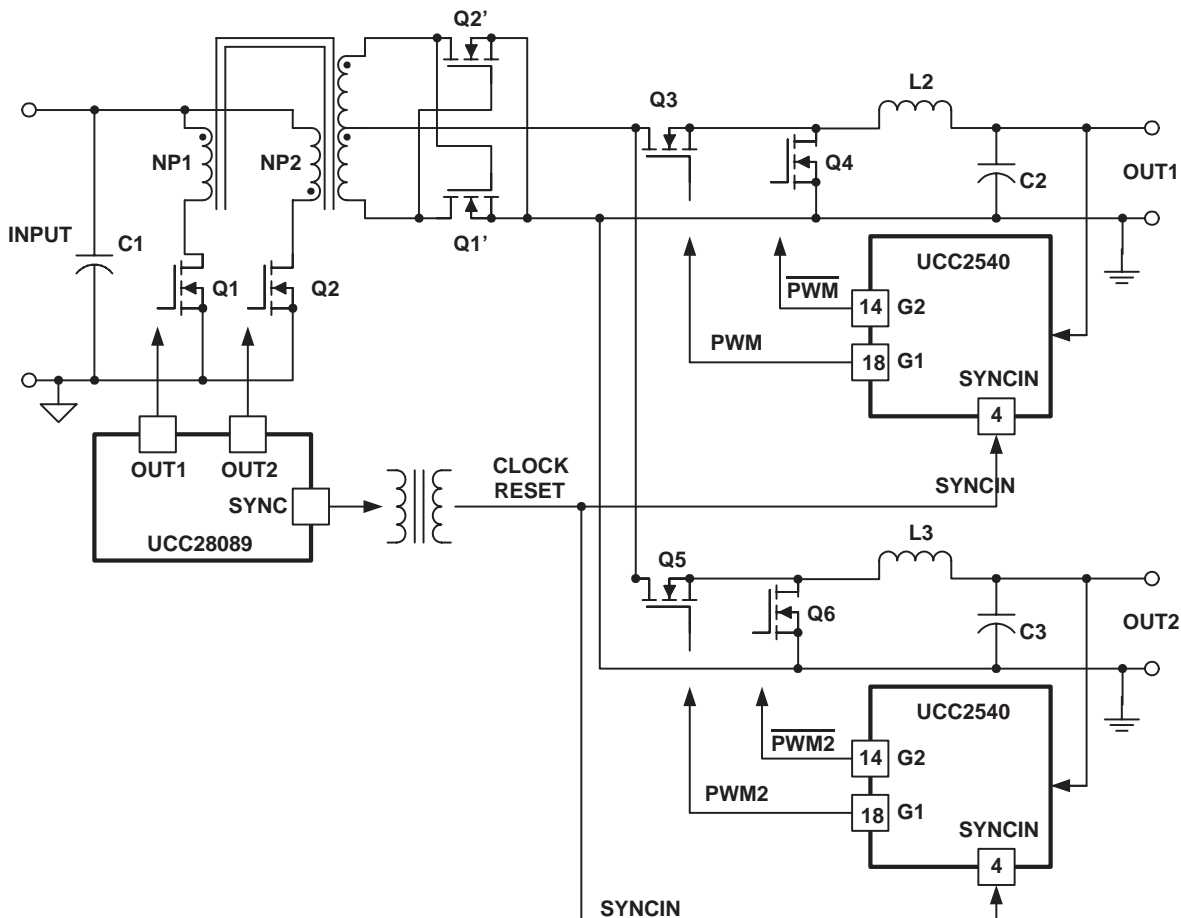 Q2’
Q3
L2
NP1
NP2
Q4
C2
OUT1
INPUT
C1
Q1
Q2
Q1’
UCC2540
PWM
14
G2
PWM
18
G1
SYNCIN
4
OUT1
OUT2
SYNC
UCC28089
CLOCK
RESET
SYNCIN
L3
Q5
Q6
C3
OUT2
UCC2540
PWM2
14
G2
PWM2
18
G1
SYNCIN
4
SYNCIN